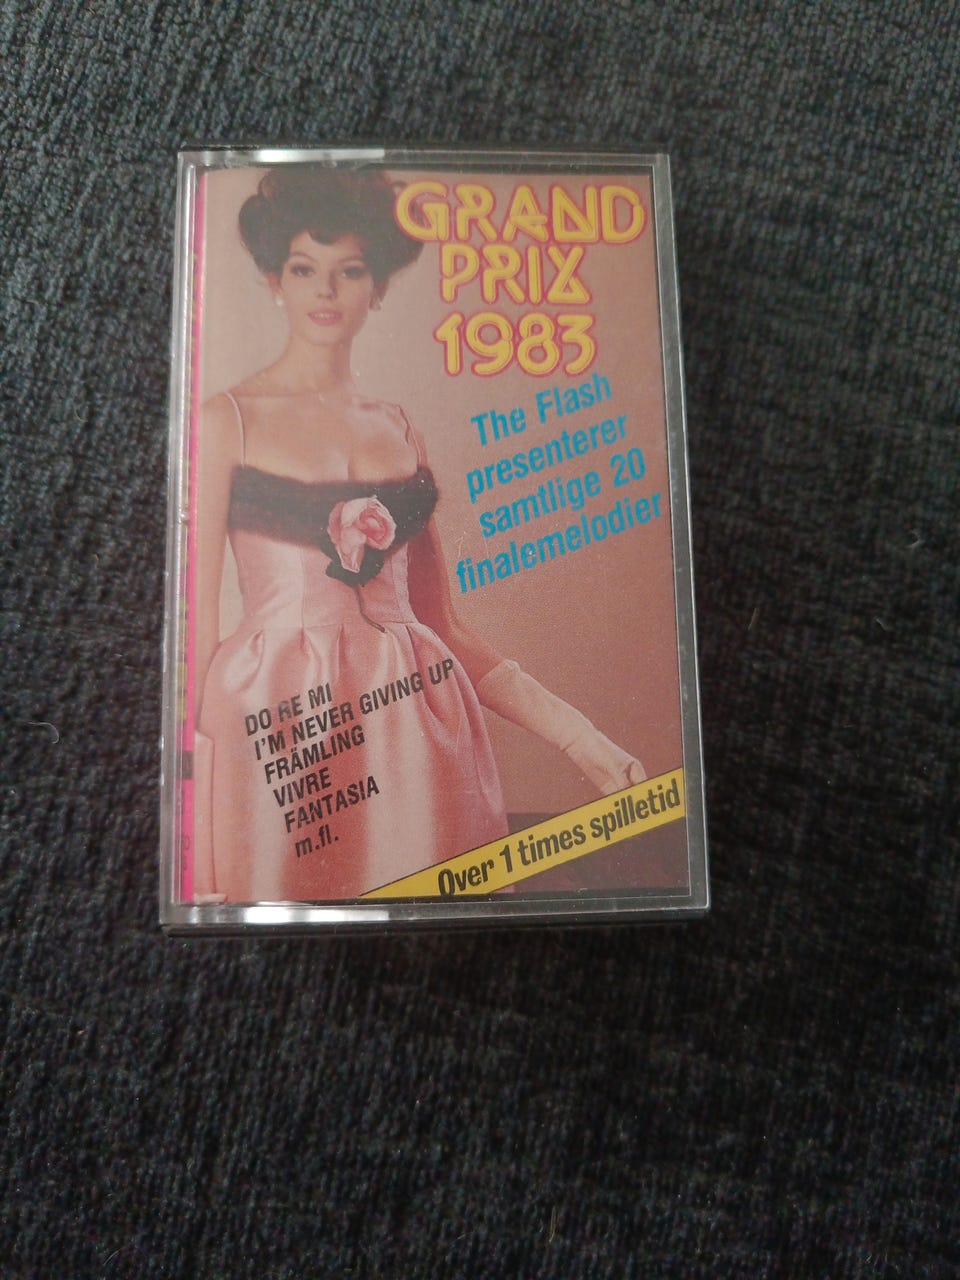 GRAND
PRIX
1983
The Flash
presenterer
samtlige 20
finalemelodier
DO RE MI
I'M NEVER GIVING UP
FRÄMLING
VIVRE
FANTASIA
m.fl.
Over 1 times spilletid